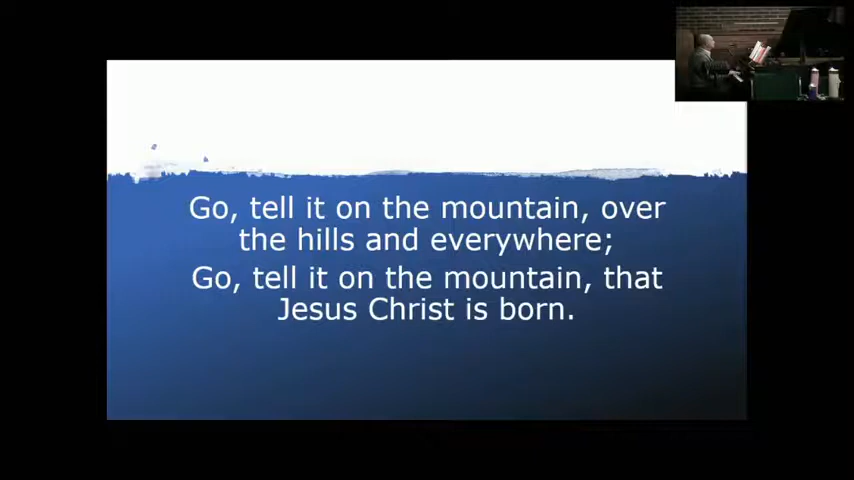 Go, tell it on the mountain, over
the hills and everywhere;
Go, tell it on the mountain, that
Jesus Christ is born.